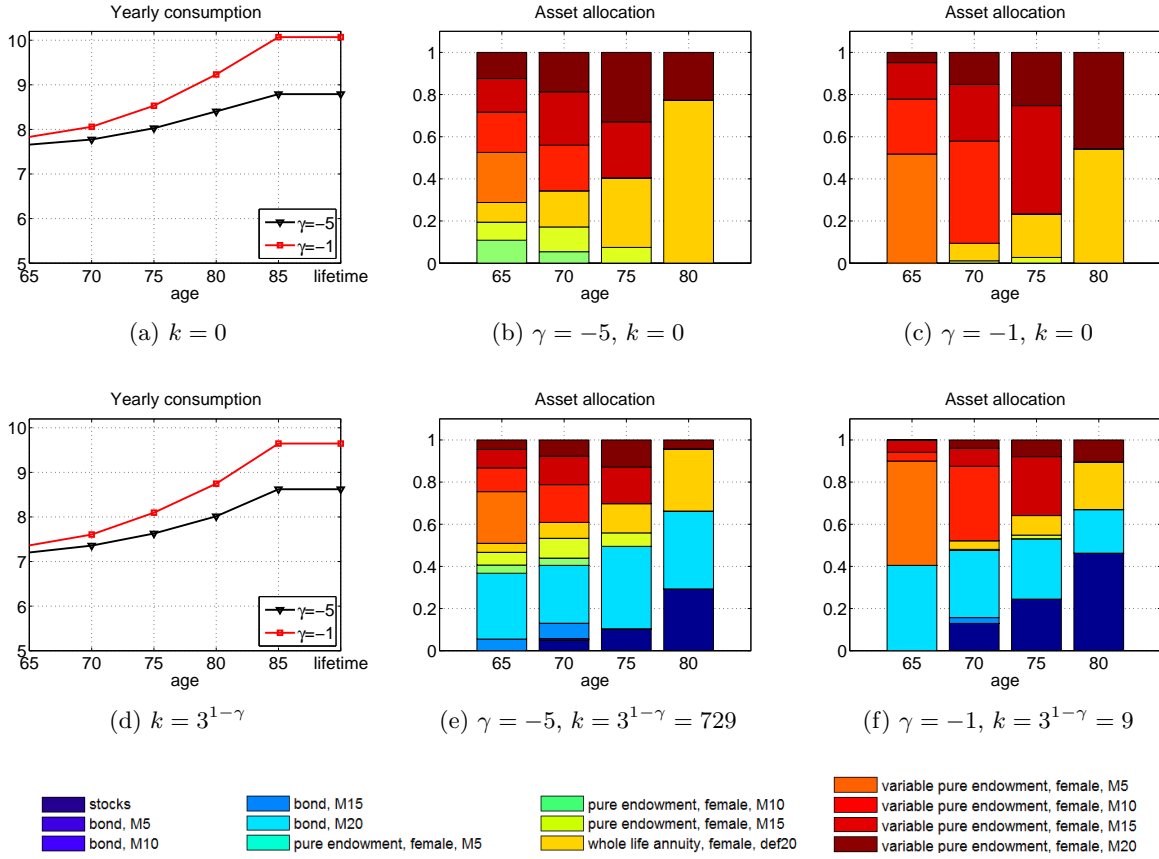 Yearly consumption
10
9
8
7
6
5
65
70
75
80
85
lifetime
age
γ=−5
γ=−1
(a) k = 0
Asset allocation
1
0.8
0.6
0.4
0.2
0
65
70
75
80
age
(b) γ = −5, k = 0
Asset allocation
1
0.8
0.6
0.4
0.2
0
65
70
75
80
age
(c) γ = −1, k = 0
Yearly consumption
10
9
8
7
6
5
65
70
75
80
85
lifetime
age
γ=−5
γ=−1
(d) k = 3^{1−γ}
Asset allocation
1
0.8
0.6
0.4
0.2
0
65
70
75
80
age
(e) γ = −5, k = 3^{1−γ} = 729
Asset allocation
1
0.8
0.6
0.4
0.2
0
65
70
75
80
age
(f) γ = −1, k = 3^{1−γ} = 9
stocks
bond, M5
bond, M10
bond, M15
bond, M20
pure endowment, female, M5
pure endowment, female, M10
pure endowment, female, M15
whole life annuity, female, def20
variable pure endowment, female, M5
variable pure endowment, female, M10
variable pure endowment, female, M15
variable pure endowment, female, M20